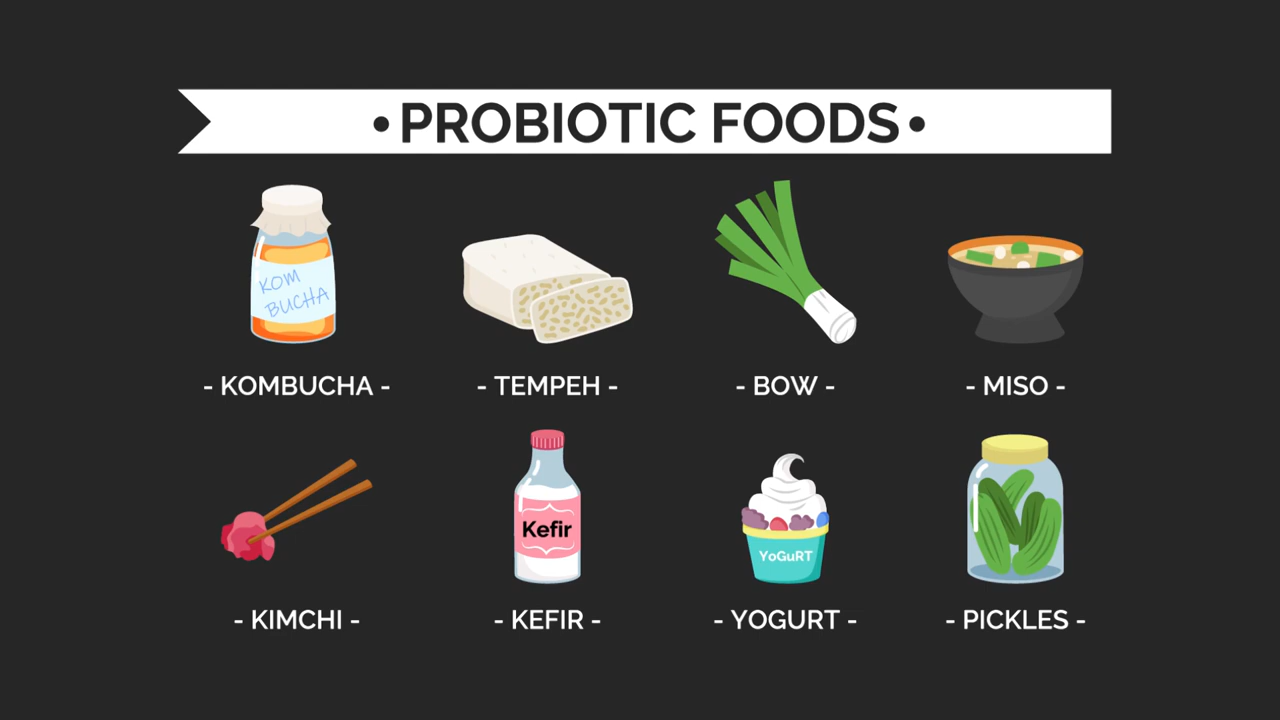 •PROBIOTIC FOODS•
KOM
BUCHA
- KOMBUCHA -
- TEMPEH -
- BOW -
- MISO -
Kefir
YoGuRT
- KIMCHI -
- KEFIR -
- YOGURT -
- PICKLES -